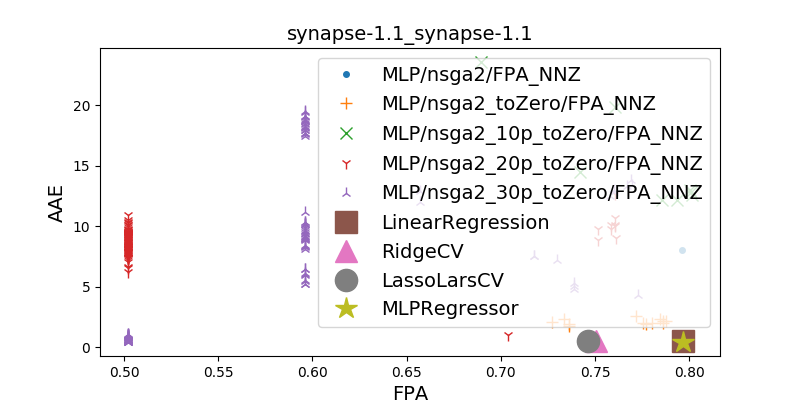 synapse-1.1_synapse-1.1
AAE
20
15
10
5
0
MLP/nsga2/FPA_NNZ
MLP/nsga2_toZero/FPA_NNZ
MLP/nsga2_10p_toZero/FPA_NNZ
MLP/nsga2_20p_toZero/FPA_NNZ
MLP/nsga2_30p_toZero/FPA_NNZ
LinearRegression
RidgeCV
LassoLarsCV
MLPRegressor
0.50 0.55 0.60 0.65 0.70 0.75 0.80
FPA